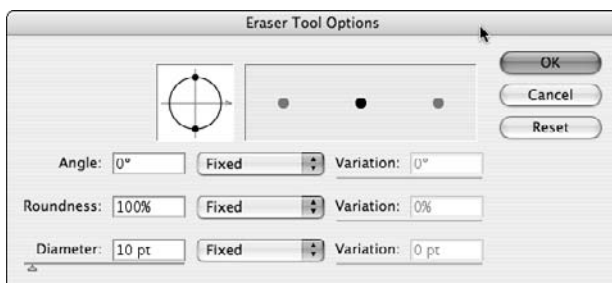 Eraser Tool Options
OK
Cancel
Reset
Angle: 0° Fixed Variation: 0°
Roundness: 100% Fixed Variation: 0%
Diameter: 10 pt Fixed Variation: 0 pt